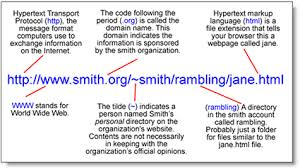 Hypertext Transport
Protocol (http), the
message format
computers use to
exchange information
on the Internet.
The code following the
period (.org) is called the
domain name. This
domain indicates the
information is sponsored by
the smith organization.
Hypertext markup
language (html) is a
file extension that tells
your browser this a
webpage called jane.
http://www.smith.org/~smith/rambling/jane.html
WWW stands for
World Wide Web.
The tilde (~) indicates a
person named Smith's
personal directory on the
organization's website.
Contents are not necessarily
in keeping with the
organization's official opinions.
(rambling) A directory
in the smith account
called rambling.
Probably just a folder
for files similar to the
jane.html file.